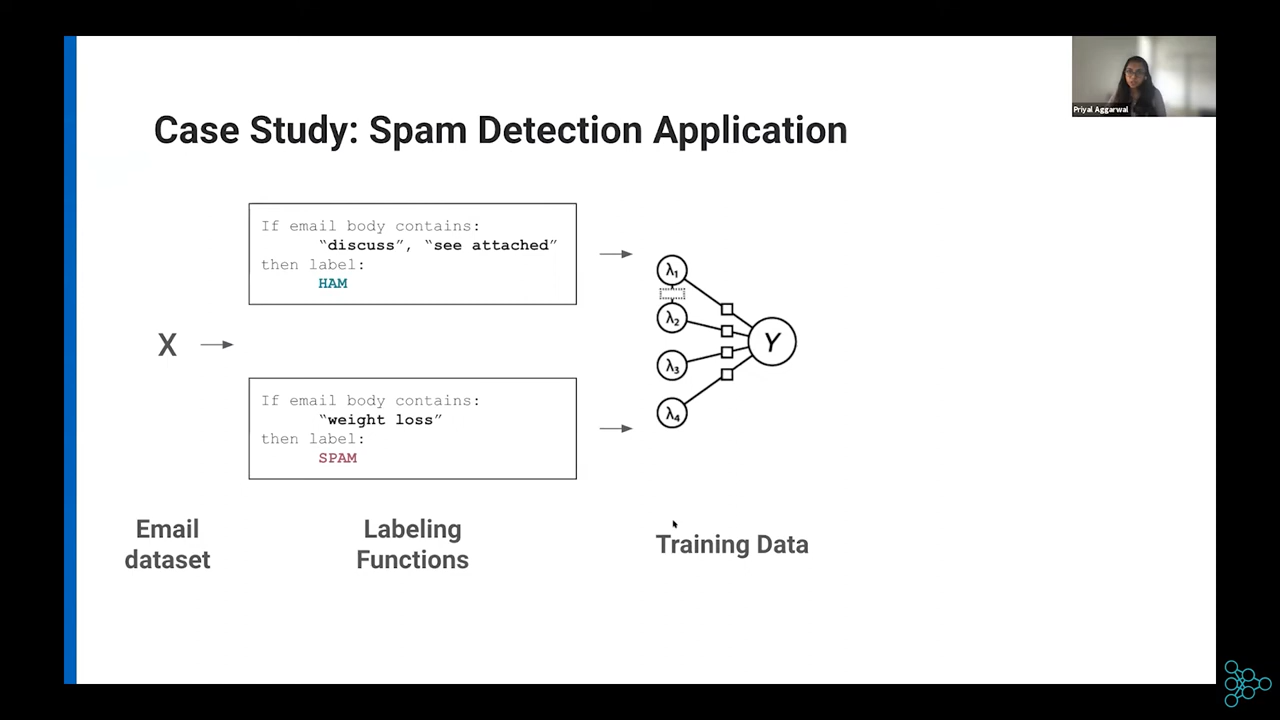 Priyal Aggarwal
Case Study: Spam Detection Application
If email body contains:
“discuss”, “see attached”
then label:
HAM
X
If email body contains:
“weight loss”
then label:
SPAM
λ1
λ2
λ3
λ4
Y
Email
dataset
Labeling
Functions
Training Data